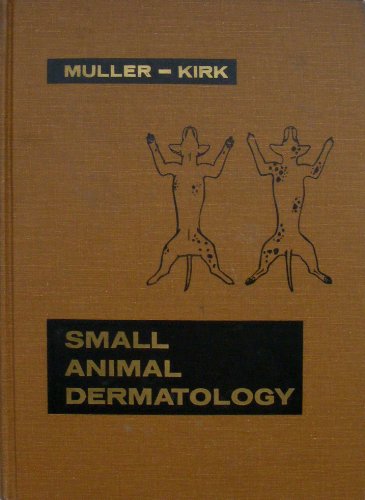 MULLER – KIRK
SMALL
ANIMAL
DERMATOLOGY